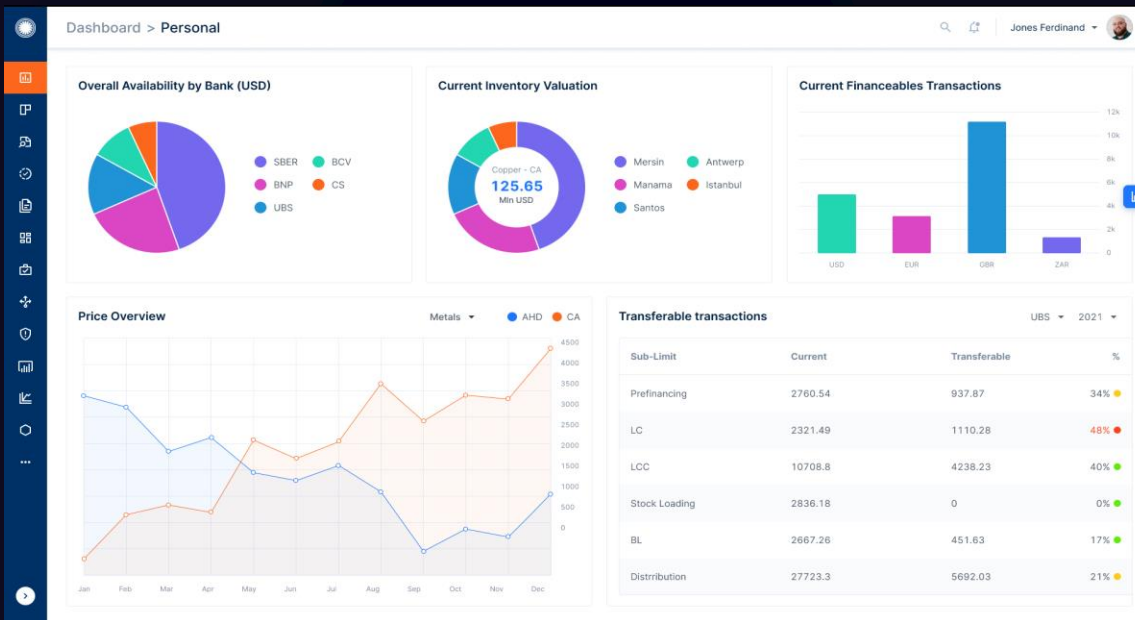 Dashboard > Personal
Jones Ferdinand
Overall Availability by Bank (USD)
SBER
BCV
BNP
CS
UBS
Current Inventory Valuation
Copper - CA
125.65
Mln USD
Mersin
Antwerp
Manama
Istanbul
Santos
Current Financeables Transactions
12k
10k
8k
6k
4k
2k
0
USD EUR GBR ZAR
Price Overview
Metals
AHD
CA
4500
4000
3500
3000
2500
2000
1500
1000
500
0
Jan Feb Mar Apr May Jun Jul Aug Sep Oct Nov Dec
Transferable transactions
UBS
2021
Sub-Limit Current Transferable %
Prefinancing 2760.54 937.87 34%
LC 2321.49 1110.28 48%
LCC 10708.8 4238.23 40%
Stock Loading 2836.18 0 0%
BL 2667.26 451.63 17%
Distrribution 27723.3 5692.03 21%